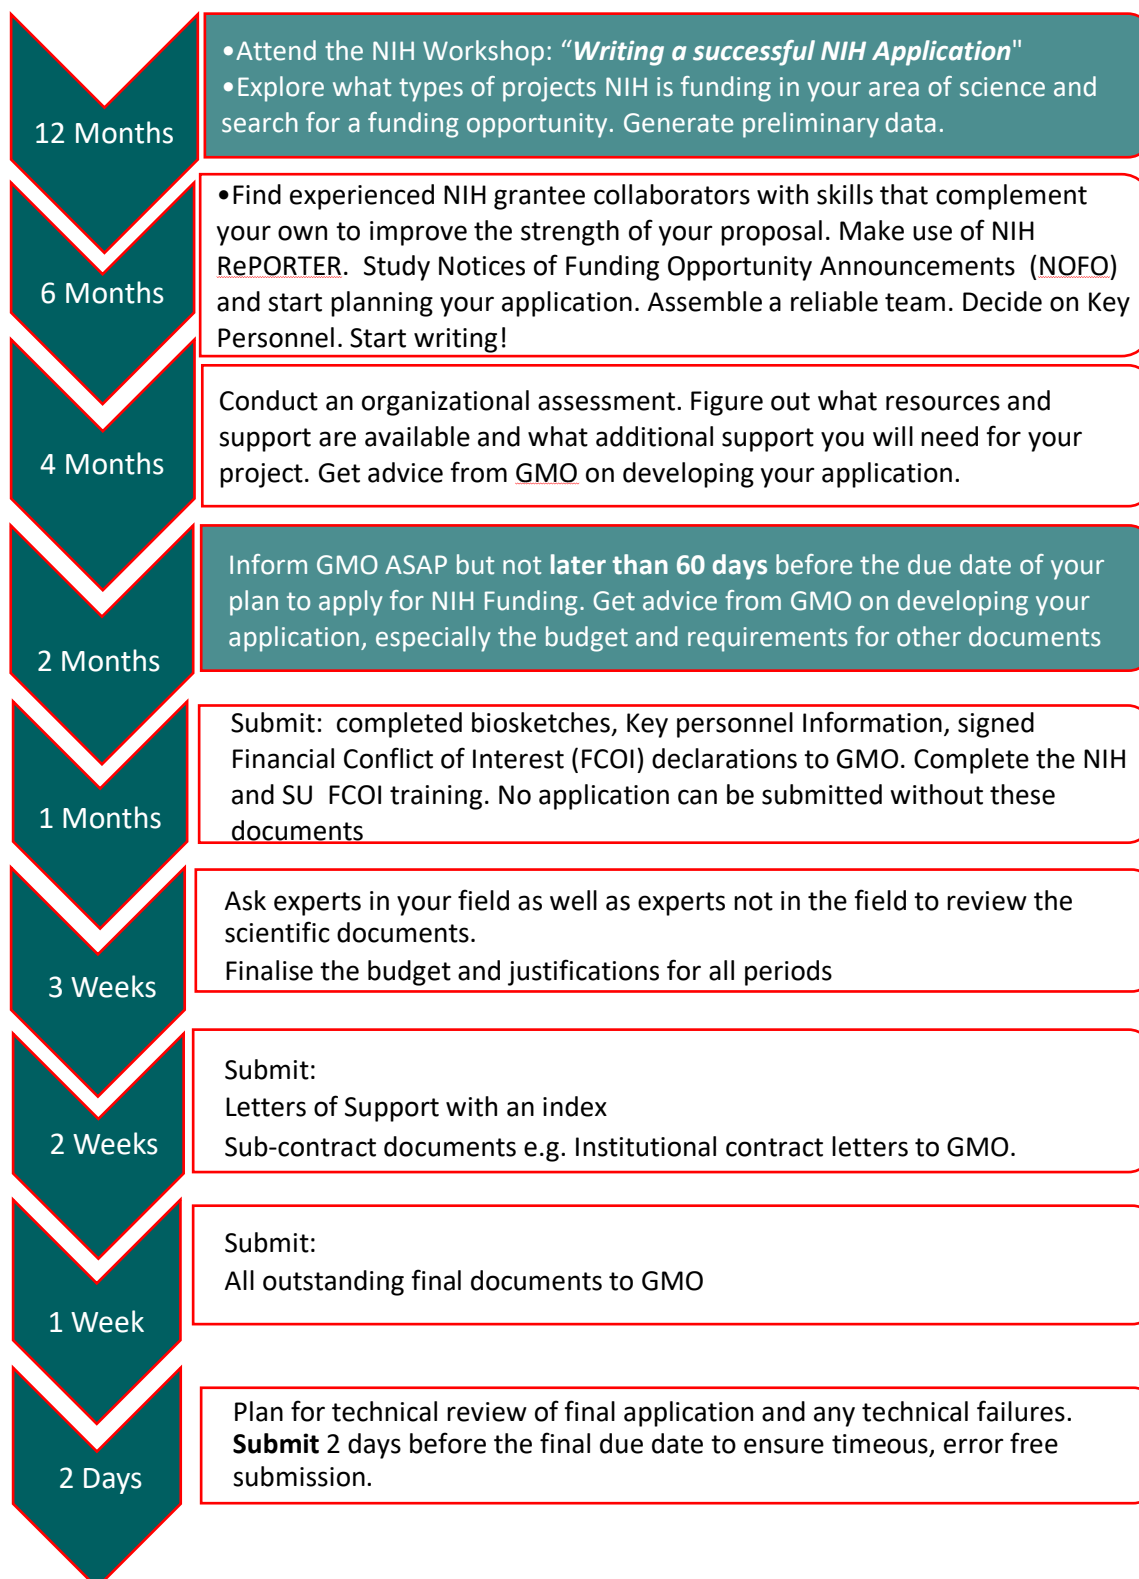 •Attend the NIH Workshop: “Writing a successful NIH Application"
•Explore what types of projects NIH is funding in your area of science and
search for a funding opportunity. Generate preliminary data.
12 Months
•Find experienced NIH grantee collaborators with skills that complement
your own to improve the strength of your proposal. Make use of NIH
RePORTER. Study Notices of Funding Opportunity Announcements (NOFO)
and start planning your application. Assemble a reliable team. Decide on Key
Personnel. Start writing!
6 Months
Conduct an organizational assessment. Figure out what resources and
support are available and what additional support you will need for your
project. Get advice from GMO on developing your application.
4 Months
Inform GMO ASAP but not later than 60 days before the due date of your
plan to apply for NIH Funding. Get advice from GMO on developing your
application, especially the budget and requirements for other documents
2 Months
Submit: completed biosketches, Key personnel Information, signed
Financial Conflict of Interest (FCOI) declarations to GMO. Complete the NIH
and SU FCOI training. No application can be submitted without these
documents
1 Months
Ask experts in your field as well as experts not in the field to review the
scientific documents.
Finalise the budget and justifications for all periods
3 Weeks
Submit:
Letters of Support with an index
Sub-contract documents e.g. Institutional contract letters to GMO.
2 Weeks
Submit:
All outstanding final documents to GMO
1 Week
Plan for technical review of final application and any technical failures.
Submit 2 days before the final due date to ensure timeous, error free
submission.
2 Days